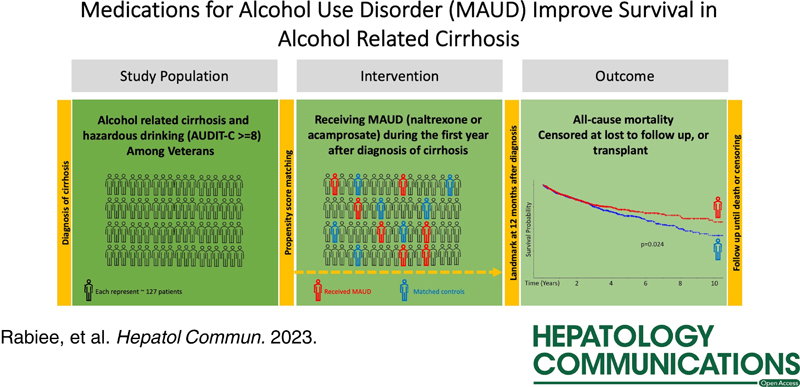 Medications for Alcohol Use Disorder (MAUD) Improve Survival in
Alcohol Related Cirrhosis
Study Population
Intervention
Outcome
Diagnosis of cirrhosis
Alcohol related cirrhosis and
hazardous drinking (AUDIT-C >=8)
Among Veterans
Each represent ~ 127 patients
Propensity score matching
Receiving MAUD (naltrexone or
acamprosate) during the first year
after diagnosis of cirrhosis
Received MAUD
Matched controls
Landmark at 12 months after diagnosis
All-cause mortality
Censored at lost to follow up, or
transplant
Survival Probability
p=0.024
Time (Years) 2 4 6 8 10
Follow up until death or censoring
Rabiee, et al. Hepatol Commun. 2023.
HEPATOLOGY
COMMUNICATIONS
Open Access